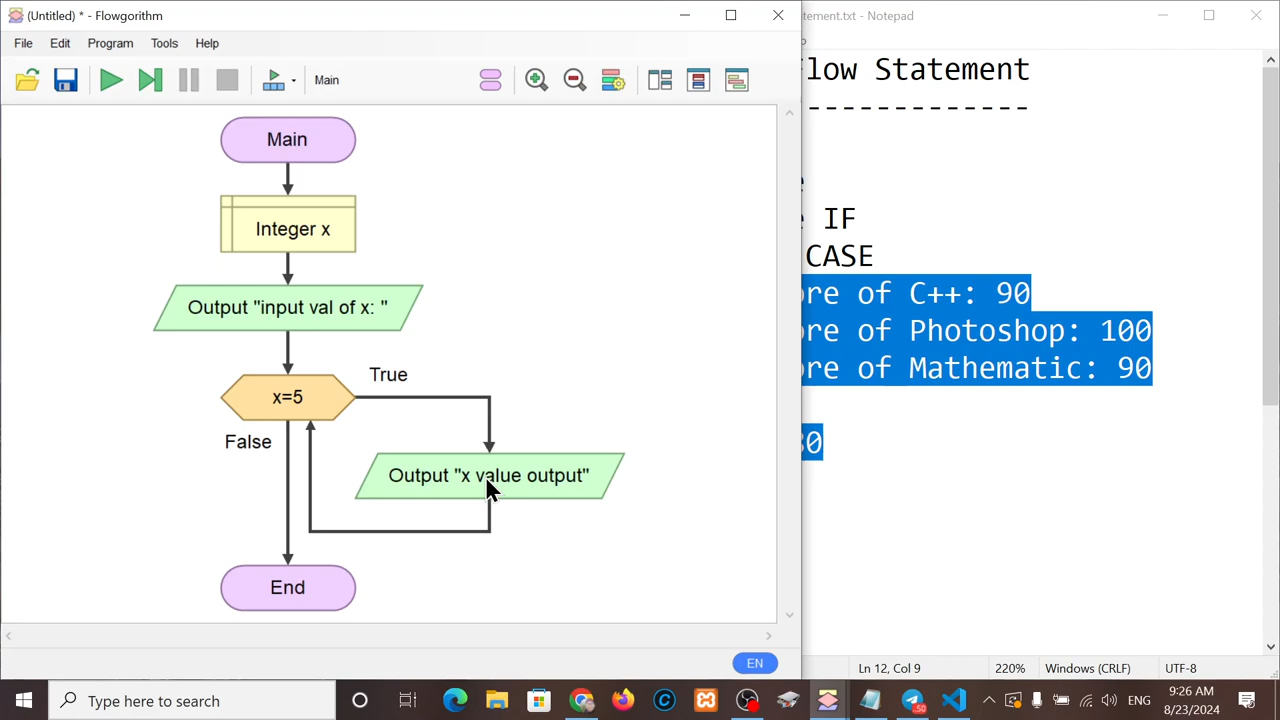 (Untitled) * - Flowgorithm
tement.txt - Notepad
File Edit Program Tools Help
Main
Flow Statement
-------------
Main
Integer x
Output "input val of x: "
x=5
True
False
Output "x value output"
End
IF
CASE
ore of C++: 90
ore of Photoshop: 100
ore of Mathematic: 90
80
EN
Ln 12, Col 9 220% Windows (CRLF) UTF-8
Type here to search
50
ENG
9:26 AM
8/23/2024